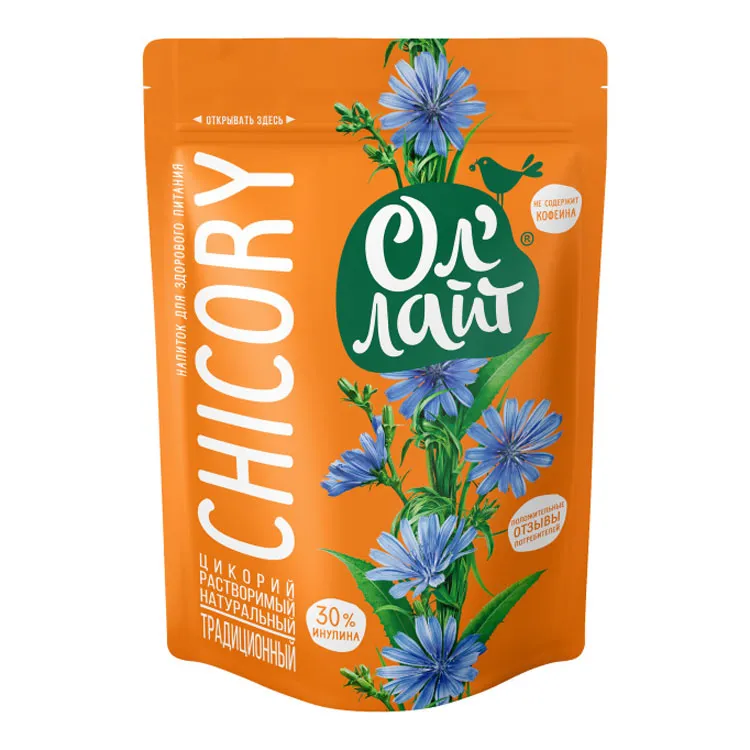 ◄ ОТКРЫВАТЬ ЗДЕСЬ ►
НАПИТОК ДЛЯ ЗДОРОВОГО ПИТАНИЯ
CHICORY
ЦИКОРИЙ
РАСТВОРИМЫЙ
НАТУРАЛЬНЫЙ
ТРАДИЦИОННЫЙ
Ол'
лайт
®
НЕ СОДЕРЖИТ
КОФЕИНА
ПОЛОЖИТЕЛЬНЫЕ
ОТЗЫВЫ
ПОТРЕБИТЕЛЕЙ
30%
ИНУЛИНА